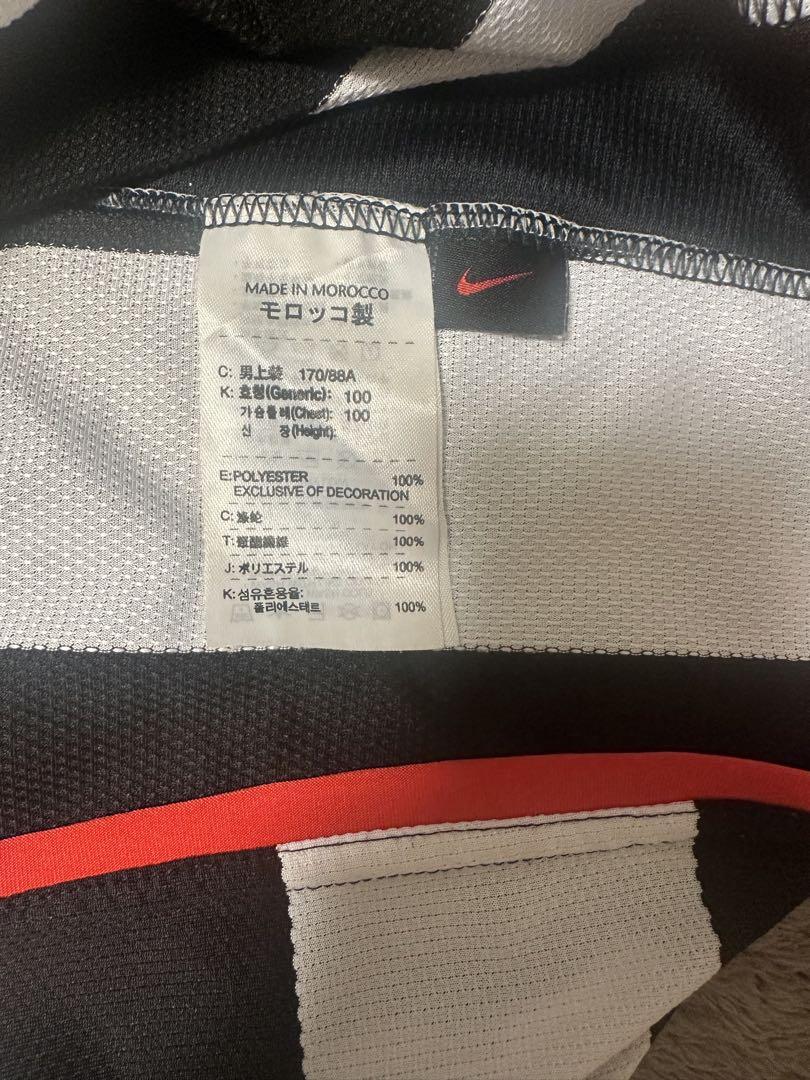 MADE IN MOROCCO
モロッコ製
C: 男上装 170/88A
K: 호칭(Generic): 100
가슴둘레(Chest): 100
신 장(Height):
E:POLYESTER 100%
EXCLUSIVE OF DECORATION
C: 涤纶 100%
T: 聚酯纖維 100%
J: ポリエステル 100%
K: 섬유혼용율:
폴리에스테르 100%